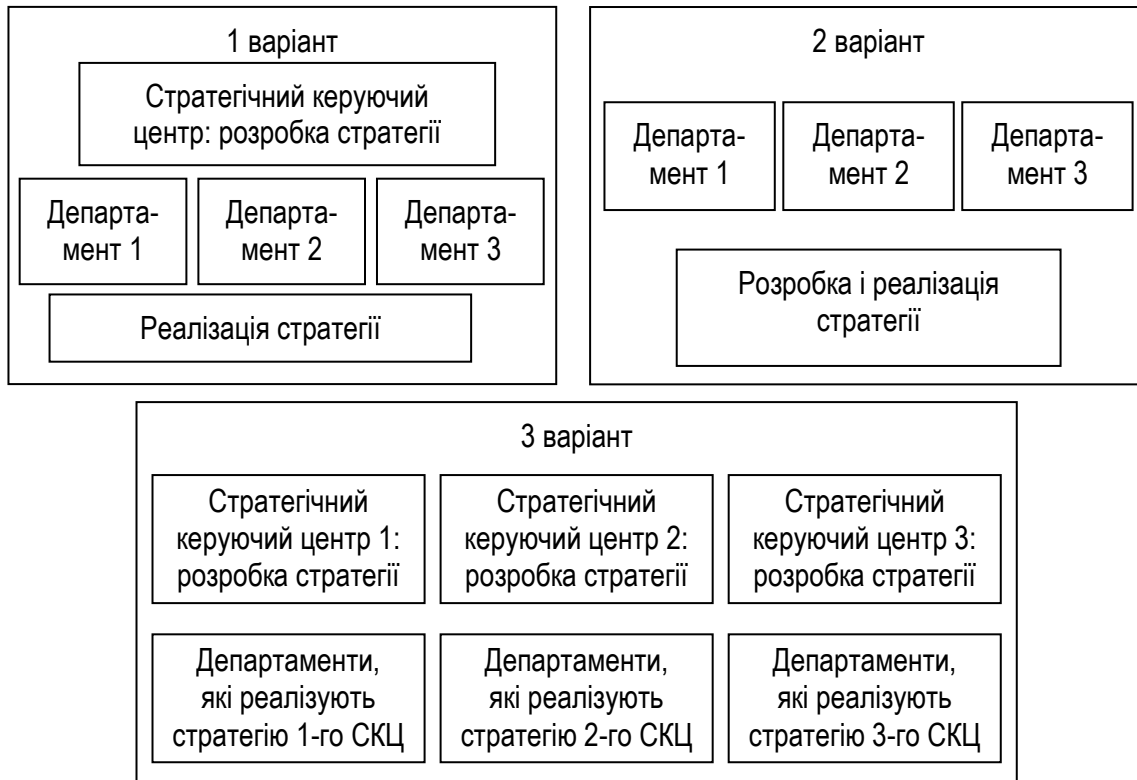 1 варіант
Стратегічний керуючий
центр: розробка стратегії
Департа-
мент 1
Департа-
мент 2
Департа-
мент 3
Реалізація стратегії
2 варіант
Департа-
мент 1
Департа-
мент 2
Департа-
мент 3
Розробка і реалізація
стратегії
3 варіант
Стратегічний
керуючий центр 1:
розробка стратегії
Стратегічний
керуючий центр 2:
розробка стратегії
Стратегічний
керуючий центр 3:
розробка стратегії
Департаменти,
які реалізують
стратегію 1-го СКЦ
Департаменти,
які реалізують
стратегію 2-го СКЦ
Департаменти,
які реалізують
стратегію 3-го СКЦ